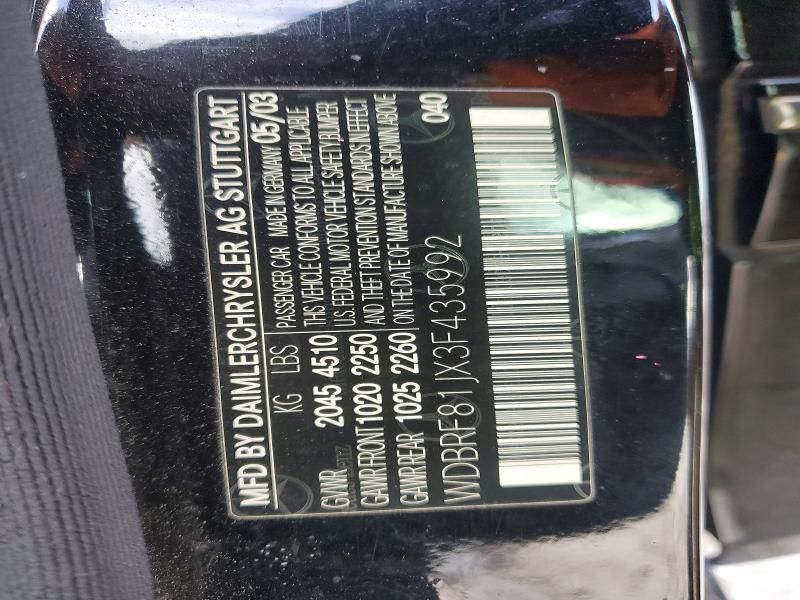 MFD BY DAIMLERCHRYSLER AG STUTTGART
KG LBS PASSENGER CAR MADE IN GERMANY 05/03
GVWR 2045 4510 THIS VEHICLE CONFORMS TO ALL APPLICABLE
U.S. FEDERAL MOTOR VEHICLE SAFETY, BUMPER
GAWR FRONT 1020 2250 AND THEFT PREVENTION STANDARDS IN EFFECT
GAWR REAR 1025 2260 ON THE DATE OF MANUFACTURE SHOWN ABOVE
WDBRF81JX3F435992 040